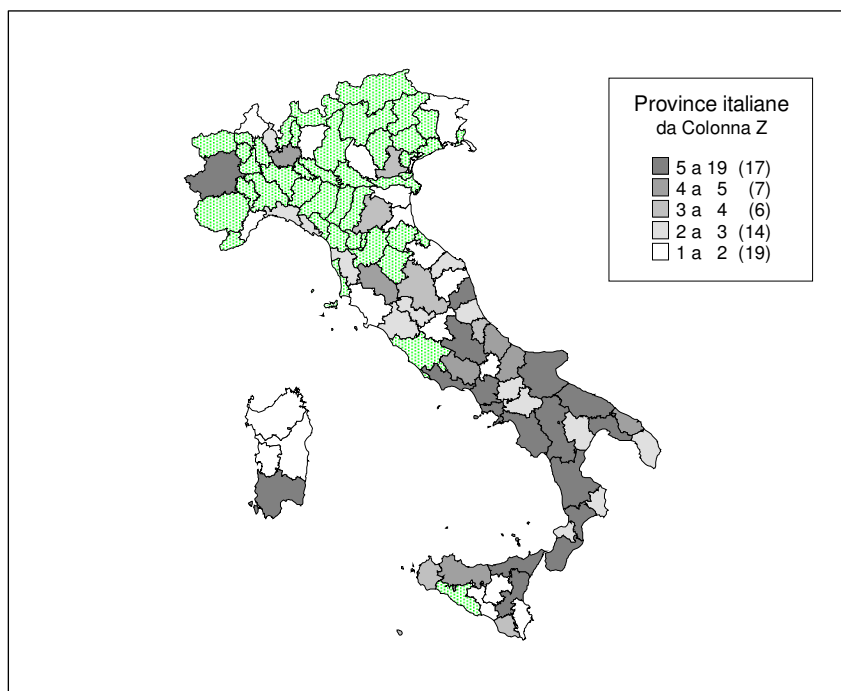 Province italiane
da Colonna Z
5 a 19 (17)
4 a 5 (7)
3 a 4 (6)
2 a 3 (14)
1 a 2 (19)